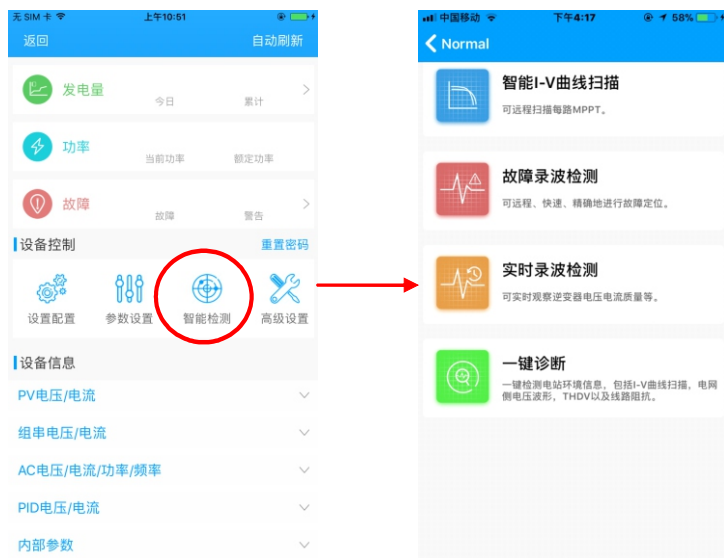 无 SIM 卡 上午10:51
返回 自动刷新
发电量 今日 累计
功率 当前功率 额定功率
故障 故障 警告
设备控制 重置密码
设置配置 参数设置 智能检测 高级设置
设备信息
PV电压/电流
组串电压/电流
AC电压/电流/功率/频率
PID电压/电流
内部参数
中国移动 下午4:17 58%
Normal
智能I-V曲线扫描
可远程扫描每路MPPT。
故障录波检测
可远程、快速、精确地进行故障定位。
实时录波检测
可实时观察逆变器电压电流质量等。
一键诊断
一键检测电站环境信息，包括I-V曲线扫描，电网
侧电压波形，THDV以及线路阻抗。